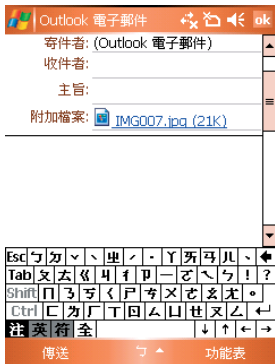 Outlook 電子郵件 ok
寄件者: (Outlook 電子郵件)
收件者:
主旨:
附加檔案: IMG007.jpg (21K)
Esc ㄅ ㄉ ˇ ˋ ㄓ ˊ ˙ ㄚ ㄞ ㄢ ㄦ 、
Tab ㄆ ㄊ ㄍ ㄐ ㄔ ㄗ ㄧ ㄛ ㄟ ㄣ ! ?
Shift ㄇ ㄋ ㄎ ㄑ ㄕ ㄘ ㄨ ㄜ ㄠ ㄤ 。
Ctrl ㄈ ㄌ ㄏ ㄒ ㄖ ㄙ ㄩ ㄝ ㄡ ㄥ ↵
注 英 符 全 ↓ ↑ ← →
傳送 ㄅ 功能表